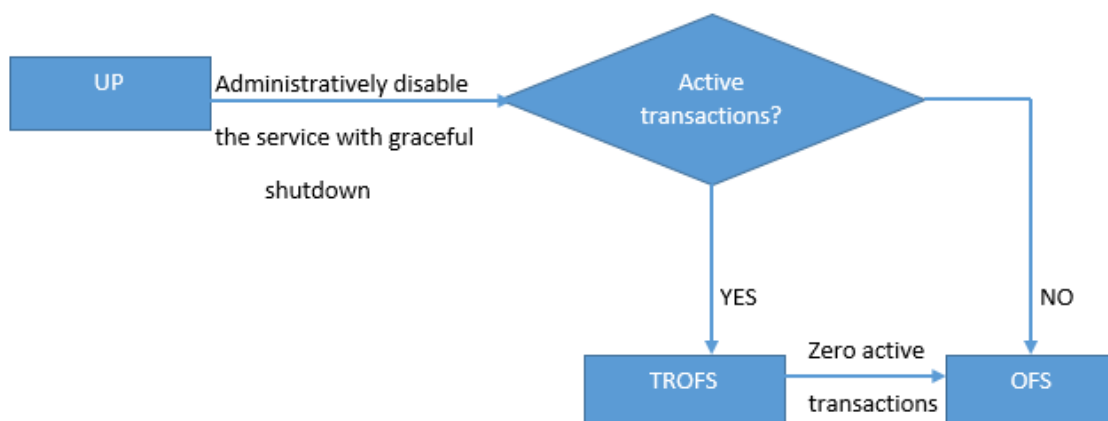 UP
Administratively disable
the service with graceful
shutdown
Active
transactions?
YES
NO
TROFS
Zero active
transactions
OFS